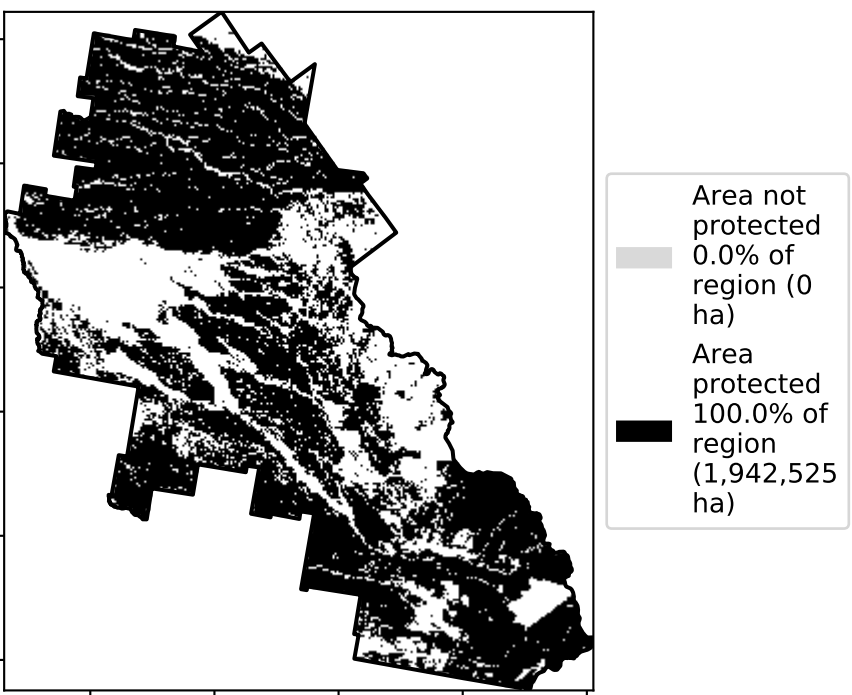 Area not
protected
0.0% of
region (0
ha)
Area
protected
100.0% of
region
(1,942,525
ha)